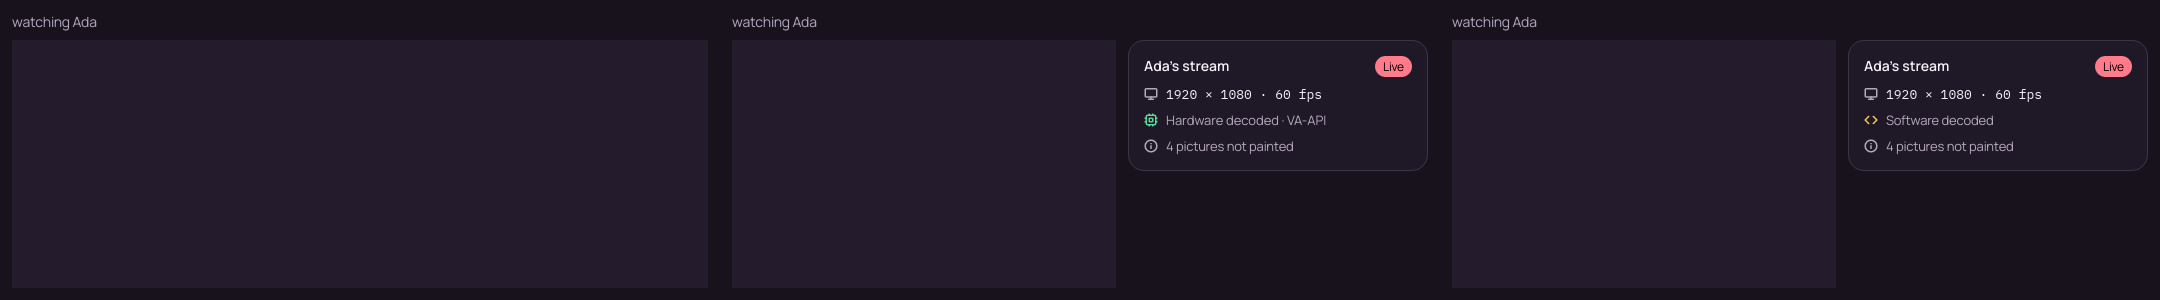 watching Ada
watching Ada
Ada's stream
Live
1920 × 1080 · 60 fps
Hardware decoded · VA-API
4 pictures not painted
watching Ada
Ada's stream
Live
1920 × 1080 · 60 fps
Software decoded
4 pictures not painted